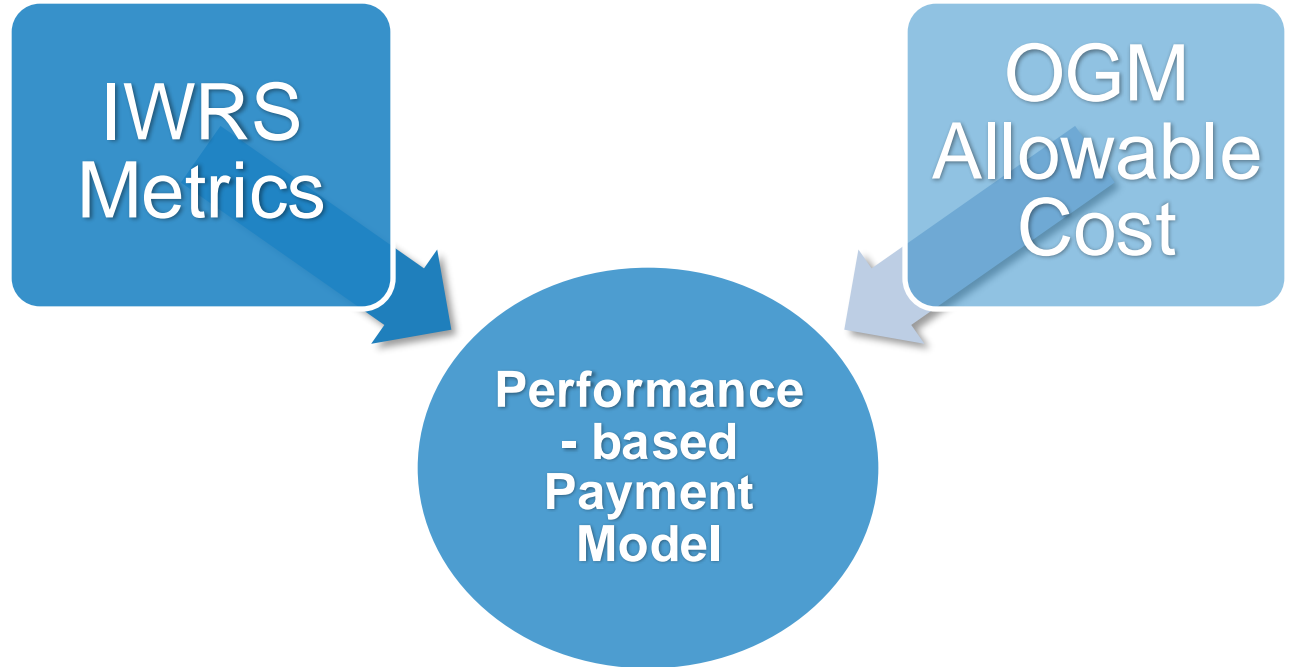 IWRS
Metrics
OGM
Allowable
Cost
Performance
- based
Payment
Model